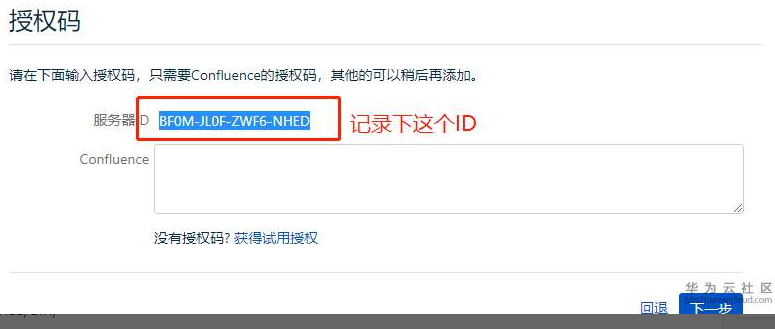 授权码
请在下面输入授权码，只需要Confluence的授权码，其他的可以稍后再添加。
服务器ID BF0M-JL0F-ZWF6-NHED 记录下这个ID
Confluence
没有授权码? 获得试用授权
华为云社区
回退 下一步